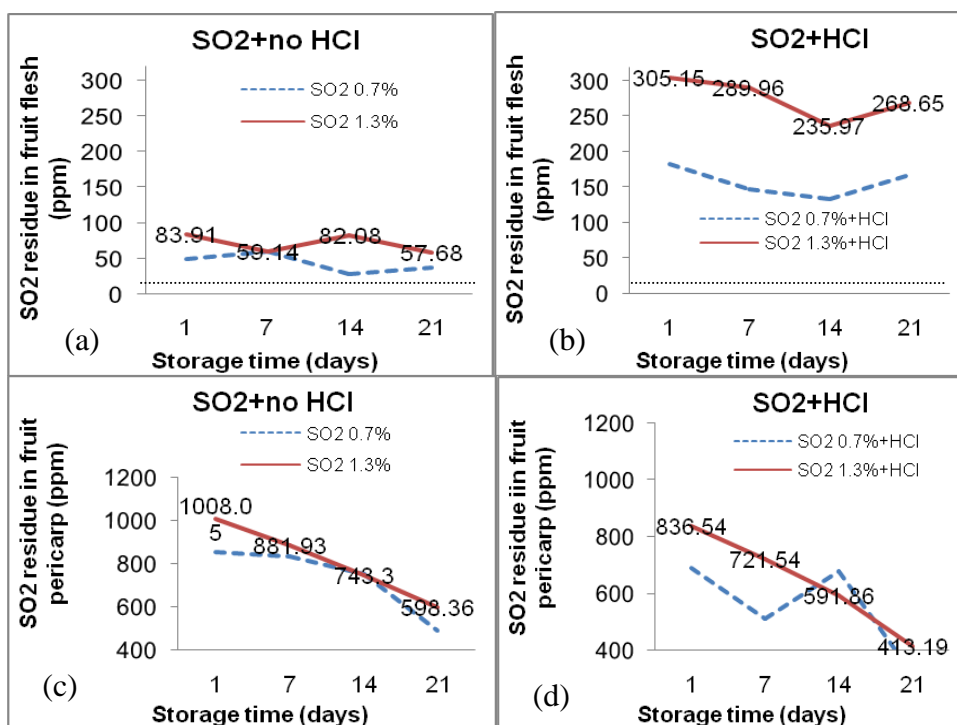 SO2+no HCl
SO2 residue in fruit flesh
(ppm)
300
250
200
150
100
50
0
SO2 0.7%
SO2 1.3%
83.91
59.14
82.08
57.68
1
7
14
21
Storage time (days)
(a)
SO2+HCl
SO2 residue in fruit flesh
(ppm)
300
250
200
150
100
50
0
305.15
289.96
235.97
268.65
SO2 0.7%+HCl
SO2 1.3%+HCl
1
7
14
21
Storage time (days)
(b)
SO2+no HCl
SO2 residue in fruit
pericarp (ppm)
1200
1000
800
600
400
SO2 0.7%
SO2 1.3%
1008.0
5
881.93
743.3
598.36
1
7
14
21
Storage time (days)
(c)
SO2+HCl
SO2 residue iin fruit
pericarp (ppm)
1200
1000
800
600
400
SO2 0.7%+HCl
SO2 1.3%+HCl
836.54
721.54
591.86
413.19
1
7
14
21
Storage time (days)
(d)